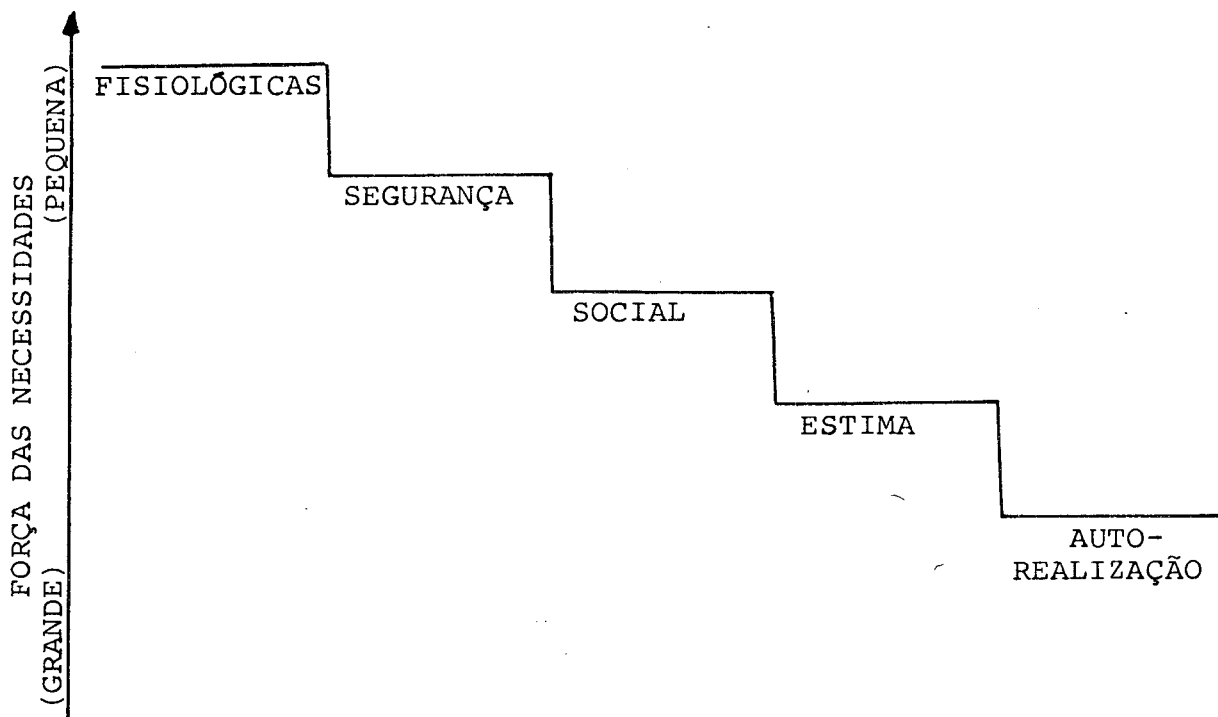 FORÇA DAS NECESSIDADES
(GRANDE) (PEQUENA)
FISIOLÓGICAS
SEGURANÇA
SOCIAL
ESTIMA
AUTO-
REALIZAÇÃO